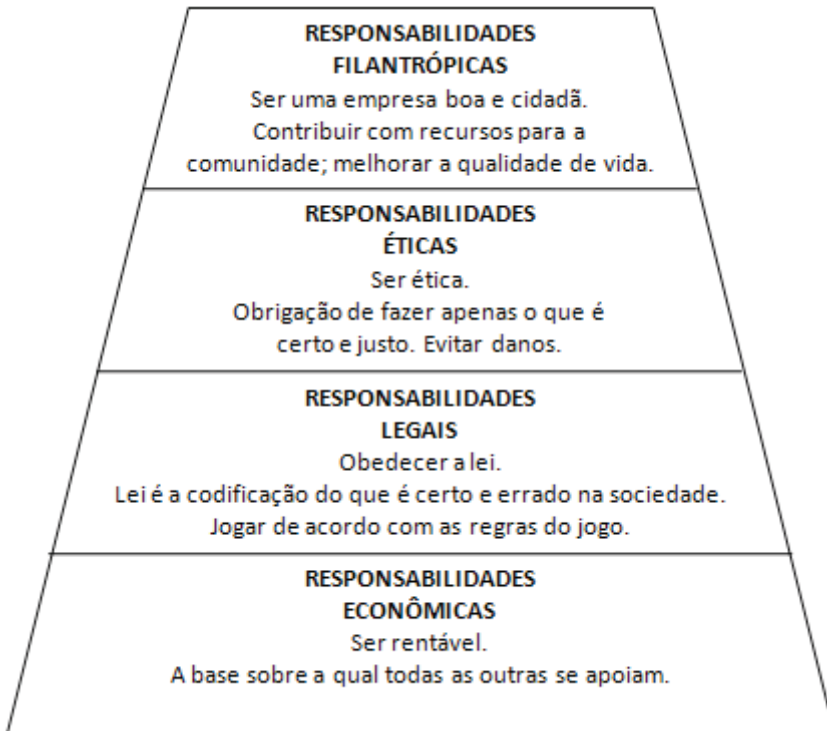 RESPONSABILIDADES
FILANTRÓPICAS
Ser uma empresa boa e cidadã.
Contribuir com recursos para a
comunidade; melhorar a qualidade de vida.
RESPONSABILIDADES
ÉTICAS
Ser ética.
Obrigação de fazer apenas o que é
certo e justo. Evitar danos.
RESPONSABILIDADES
LEGAIS
Obedecer a lei.
Lei é a codificação do que é certo e errado na sociedade.
Jogar de acordo com as regras do jogo.
RESPONSABILIDADES
ECONÔMICAS
Ser rentável.
A base sobre a qual todas as outras se apoiam.